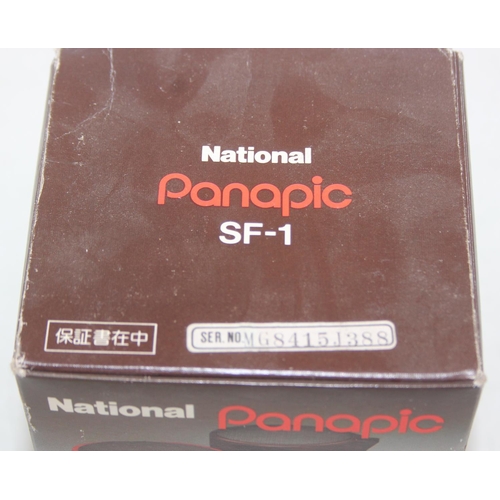 National
Panapic
SF-1
保証書在中
SER. NO MG8415J388
National Panapic